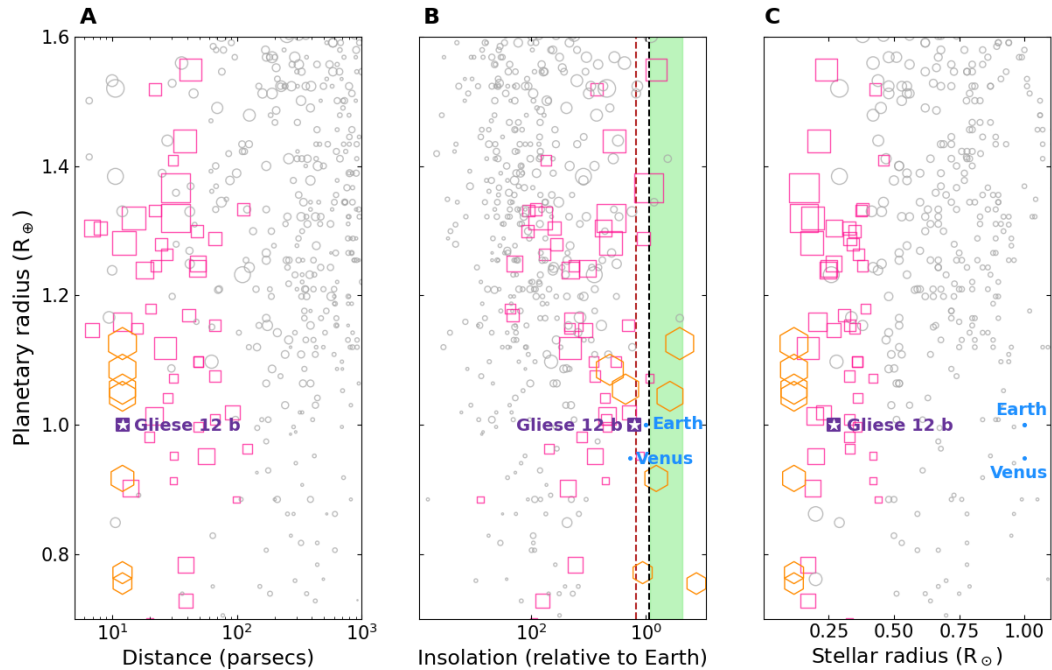 A
B
C
Planetary radius (R⊕)
1.6
1.4
1.2
1.0
0.8
Gliese 12 b
Gliese 12 b
Earth
Venus
Earth
Gliese 12 b
Venus
10¹
10²
10³
10²
10⁰
0.25
0.50
0.75
1.00
Distance (parsecs)
Insolation (relative to Earth)
Stellar radius (R⊙)